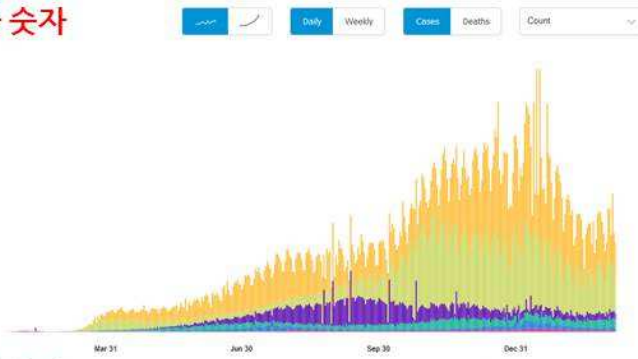 숫자
Daily Weekly Cases Deaths Count
Mar 31 Jun 30 Sep 30 Dec 31